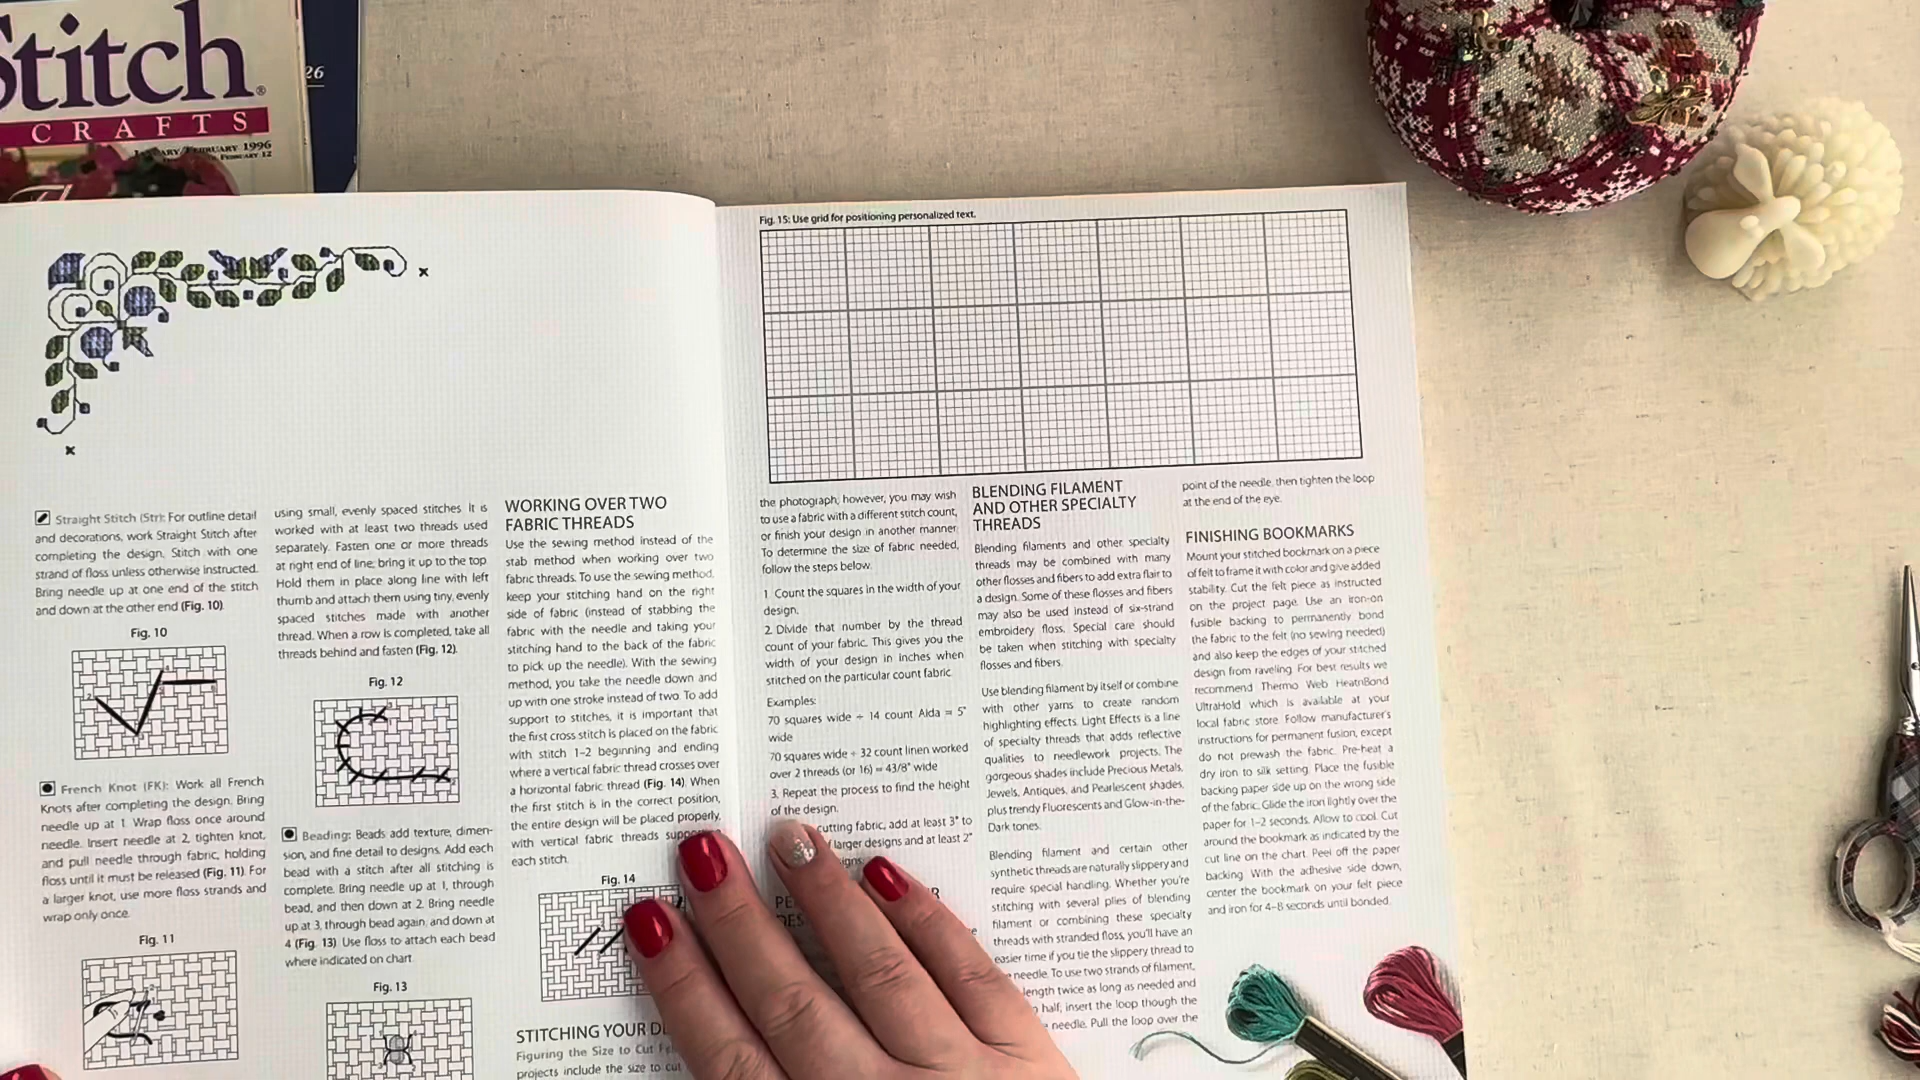 Stitch®
CRAFTS
FEBRUARY 1996
FEBRUARY 12
26
Straight Stitch (Str): For outline detail
and decorations, work Straight Stitch after
completing the design. Stitch with one
strand of floss unless otherwise instructed.
Bring needle up at one end of the stitch
and down at the other end (Fig. 10).
Fig. 10
French Knot (FK): Work all French
Knots after completing the design. Bring
needle up at 1. Wrap floss once around
needle. Insert needle at 2, tighten knot,
and pull needle through fabric, holding
floss until it must be released (Fig. 11). For
a larger knot, use more floss strands and
wrap only once.
Fig. 11
using small, evenly spaced stitches. It is
worked with at least two threads used
separately. Fasten one or more threads
at right end of line; bring it up to the top
Hold them in place along line with left
thumb and attach them using tiny, evenly
spaced stitches made with another
thread. When a row is completed, take all
threads behind and fasten (Fig. 12).
Fig. 12
Beading: Beads add texture, dimen-
sion, and fine detail to designs. Add each
bead with a stitch after all stitching is
complete. Bring needle up at 1, through
bead, and then down at 2. Bring needle
up at 3, through bead again, and down at
4 (Fig. 13). Use floss to attach each bead
where indicated on chart.
Fig. 13
WORKING OVER TWO
FABRIC THREADS
Use the sewing method instead of the
stab method when working over two
fabric threads. To use the sewing method,
keep your stitching hand on the right
side of fabric (instead of stabbing the
fabric with the needle and taking your
stitching hand to the back of the fabric
to pick up the needle). With the sewing
method, you take the needle down and
up with one stroke instead of two. To add
support to stitches, it is important that
the first cross stitch is placed on the fabric
with stitch 1–2 beginning and ending
where a vertical fabric thread crosses over
a horizontal fabric thread (Fig. 14). When
the first stitch is in the correct position,
the entire design will be placed properly,
with vertical fabric threads
each stitch.
Fig. 14
STITCHING YOUR
Figuring the Size to Cut
projects include the size to cut
Fig. 15: Use grid for positioning personalized text.
the photograph; however, you may wish
to use a fabric with a different stitch count,
or finish your design in another manner.
To determine the size of fabric needed,
follow the steps below.
1. Count the squares in the width of your
design.
2. Divide that number by the thread
count of your fabric. This gives you the
width of your design in inches when
stitched on the particular count fabric.
Examples:
70 squares wide ÷ 14 count Aida = 5"
wide
70 squares wide ÷ 32 count linen worked
over 2 threads (or 16) = 43/8" wide
3. Repeat the process to find the height
of the design.
cutting fabric, add at least 3" to
larger designs and at least 2"
BLENDING FILAMENT
AND OTHER SPECIALTY
THREADS
Blending filaments and other specialty
threads may be combined with many
other flosses and fibers to add extra flair to
a design. Some of these flosses and fibers
may also be used instead of six-strand
embroidery floss. Special care should
be taken when stitching with specialty
flosses and fibers.
Use blending filament by itself or combine
with other yarns to create random
highlighting effects. Light Effects is a line
of specialty threads that adds reflective
qualities to needlework projects. The
gorgeous shades include Precious Metals,
Jewels, Antiques, and Pearlescent shades,
plus trendy Fluorescents and Glow-in-the-
Dark tones.
Blending filament and certain other
synthetic threads are naturally slippery and
require special handling. Whether you're
stitching with several plies of blending
filament or combining these specialty
threads with stranded floss, you'll have an
easier time if you tie the slippery thread to
needle. To use two strands of filament,
length twice as long as needed and
half; insert the loop though the
needle. Pull the loop over the
point of the needle, then tighten the loop
at the end of the eye.
FINISHING BOOKMARKS
Mount your stitched bookmark on a piece
of felt to frame it with color and give added
stability. Cut the felt piece as instructed
on the project page. Use an iron-on
fusible backing to permanently bond
the fabric to the felt (no sewing needed)
and also keep the edges of your stitched
design from raveling. For best results we
recommend Thermo Web HeatnBond
UltraHold which is available at your
local fabric store. Follow manufacturer's
instructions for permanent fusion, except
do not prewash the fabric. Pre-heat a
dry iron to silk setting. Place the fusible
backing paper side up on the wrong side
of the fabric. Glide the iron lightly over the
paper for 1–2 seconds. Allow to cool. Cut
around the bookmark as indicated by the
cut line on the chart. Peel off the paper
backing. With the adhesive side down,
center the bookmark on your felt piece
and iron for 4–8 seconds until bonded.